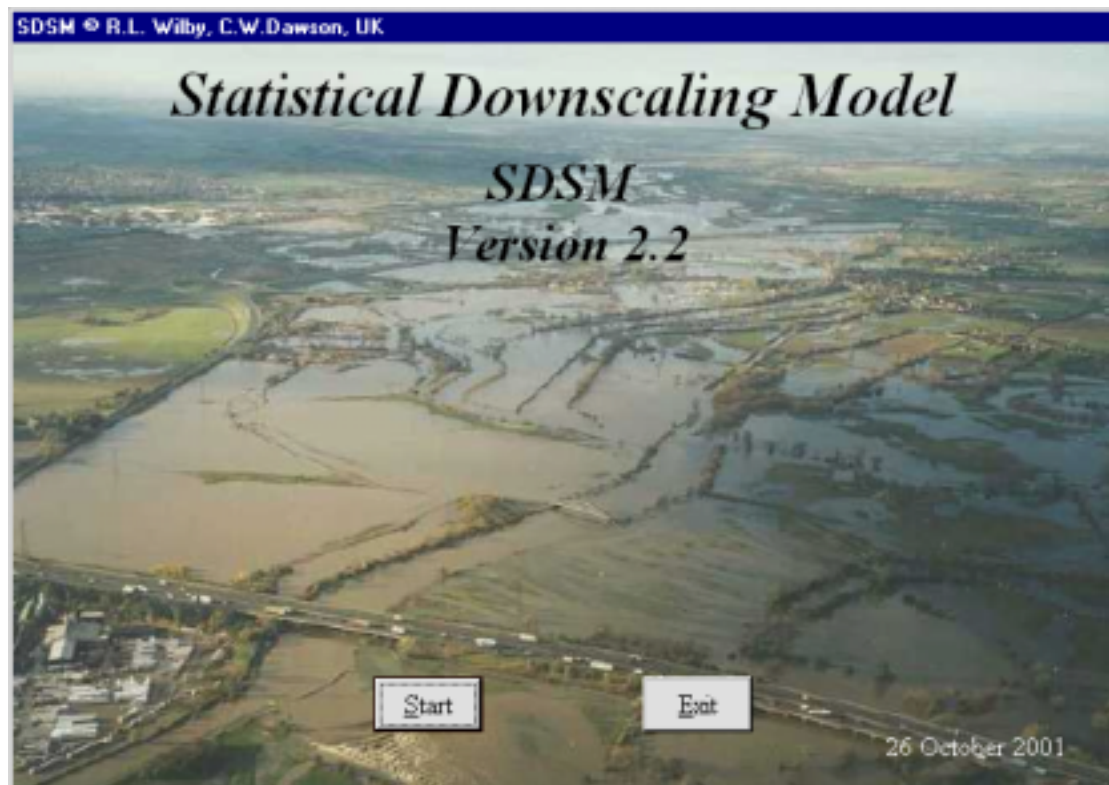 SDSM © R.L. Wilby, C.W.Dawson, UK
Statistical Downscaling Model
SDSM
Version 2.2
Start
Exit
26 October 2001